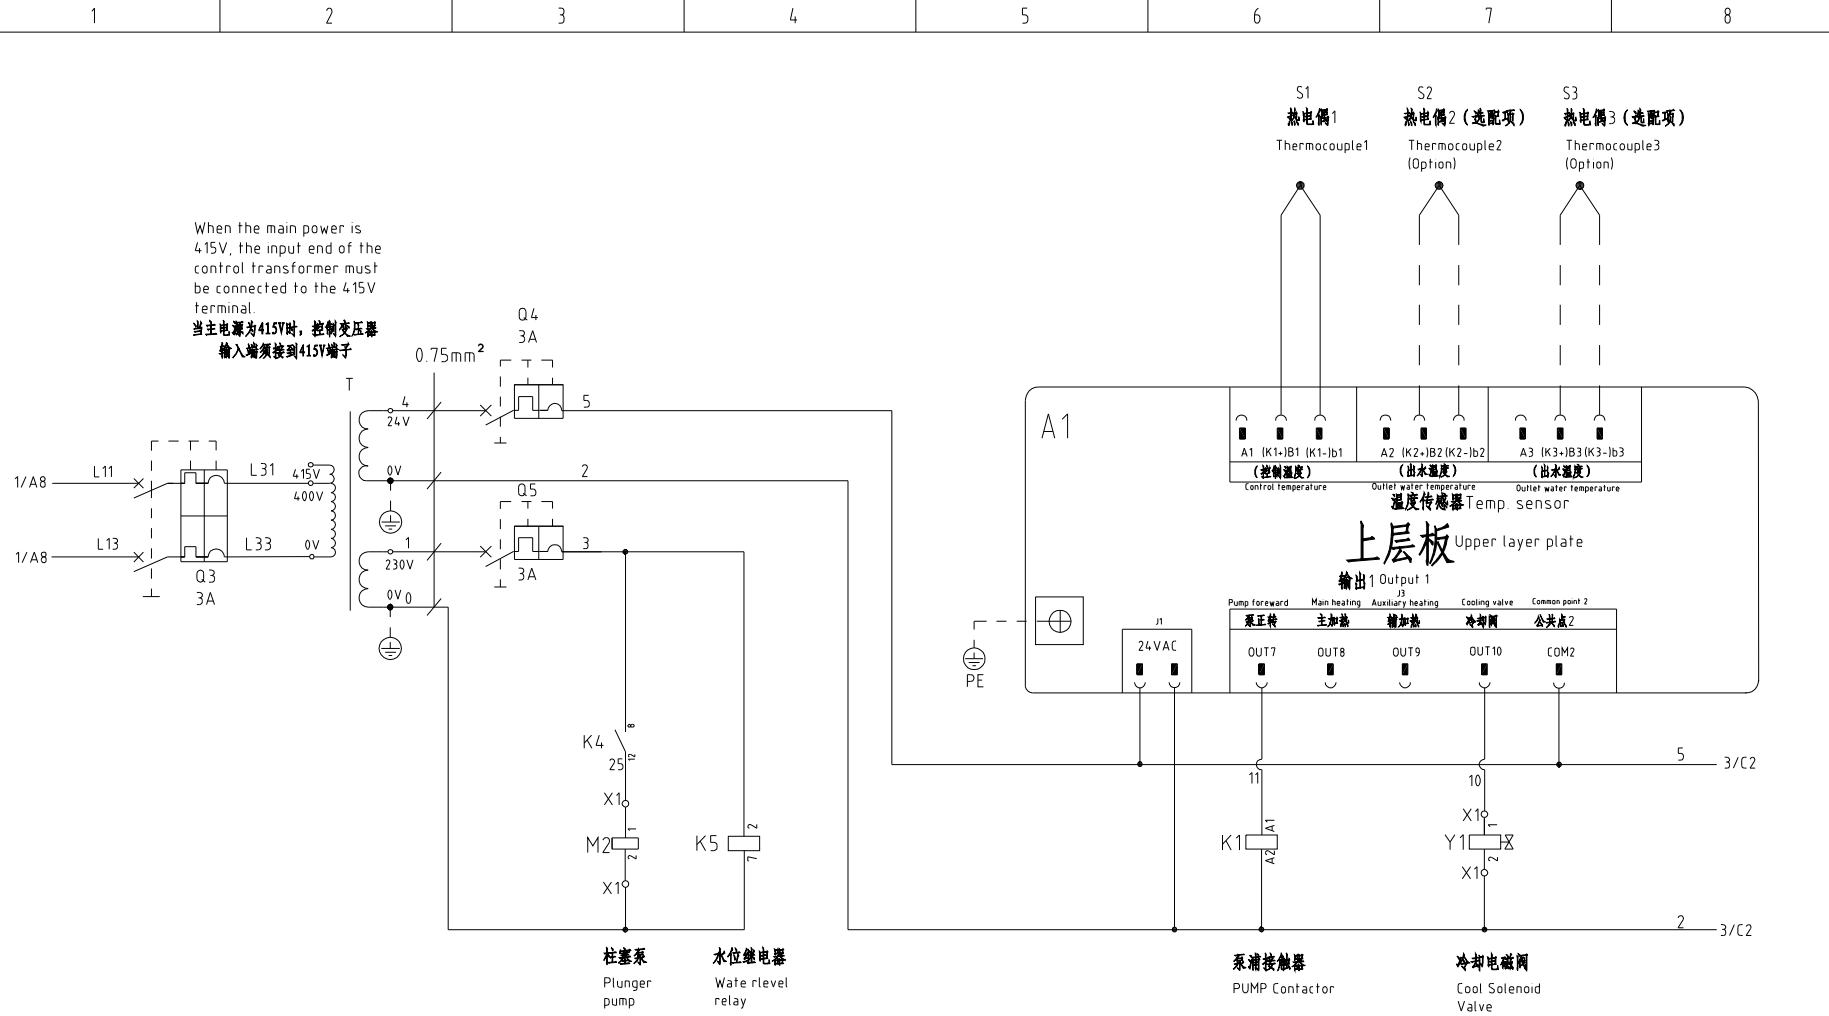 1 2 3 4 5 6 7 8
S1
热电偶1
Thermocouple1
S2
热电偶2（选配项）
Thermocouple2
(Option)
S3
热电偶3（选配项）
Thermocouple3
(Option)
When the main power is
415V, the input end of the
control transformer must
be connected to the 415V
terminal.
当主电源为415V时，控制变压器
输入端须接到415V端子
T
0.75mm²
Q4
3A
4
24V
5
0V
2
1/A8
L11
L31
415V
400V
1/A8
L13
L33
0V
Q3
3A
Q5
3A
1
230V
3
0V
0
A1
A1 (K1+)B1 (K1-)b1
A2 (K2+)B2 (K2-)b2
A3 (K3+)B3 (K3-)b3
(控制温度)
(出水温度)
(出水温度)
Control temperature
Outlet water temperature
Outlet water temperature
温度传感器 Temp. sensor
上层板 Upper layer plate
输出1 Output 1
J3
Pump foreward Main heating Auxiliary heating Cooling valve Common point 2
泵正转 主加热 辅加热 冷却阀 公共点2
OUT7 OUT8 OUT9 OUT10 COM2
J1
24VAC
PE
K4
8
12
25
X1
M2
1
2
X1
K5
2
7
5
3/C2
11
K1
A1
A2
10
X1
Y1
1
2
X1
2
3/C2
柱塞泵
Plunger
pump
水位继电器
Wate rlevel
relay
泵浦接触器
PUMP Contactor
冷却电磁阀
Cool Solenoid
Valve